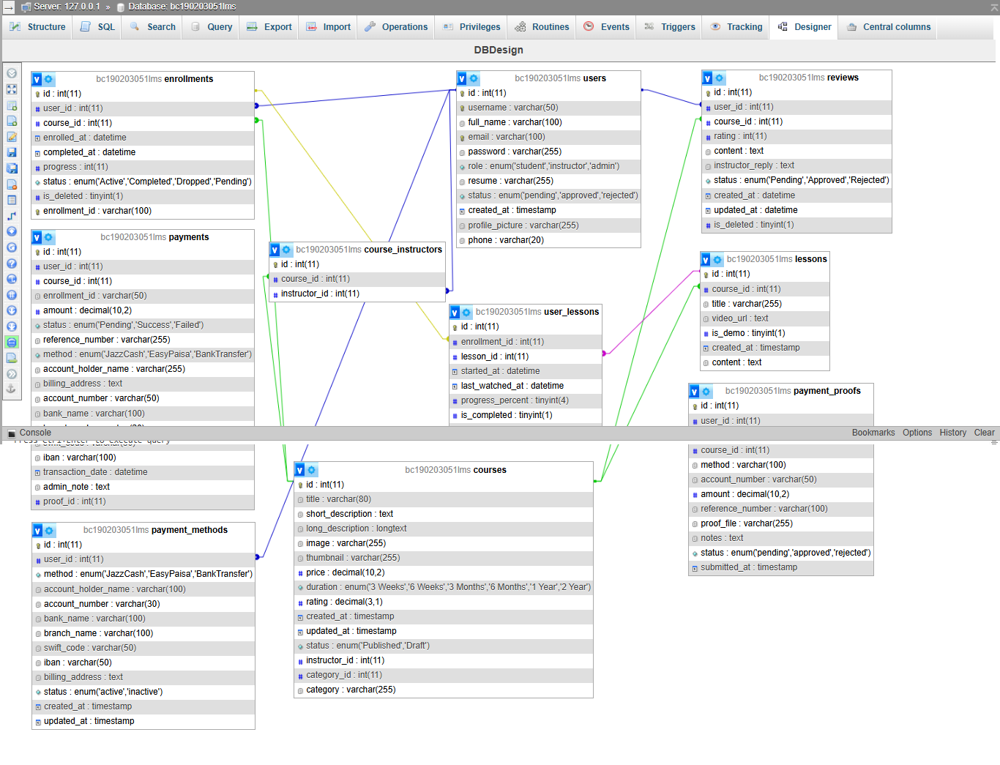 Server: 127.0.0.1 » Database: bc190203051lms
Structure SQL Search Query Export Import Operations Privileges Routines Events Triggers Tracking Designer Central columns
DBDesign
bc190203051lms enrollments
id : int(11)
user_id : int(11)
course_id : int(11)
enrolled_at : datetime
completed_at : datetime
progress : int(11)
status : enum('Active','Completed','Dropped','Pending')
is_deleted : tinyint(1)
enrollment_id : varchar(100)
bc190203051lms users
id : int(11)
username : varchar(50)
full_name : varchar(100)
email : varchar(100)
password : varchar(255)
role : enum('student','instructor','admin')
resume : varchar(255)
status : enum('pending','approved','rejected')
created_at : timestamp
profile_picture : varchar(255)
phone : varchar(20)
bc190203051lms reviews
id : int(11)
user_id : int(11)
course_id : int(11)
rating : int(11)
content : text
instructor_reply : text
status : enum('Pending','Approved','Rejected')
created_at : datetime
updated_at : datetime
is_deleted : tinyint(1)
bc190203051lms payments
id : int(11)
user_id : int(11)
course_id : int(11)
enrollment_id : varchar(50)
amount : decimal(10,2)
status : enum('Pending','Success','Failed')
reference_number : varchar(255)
method : enum('JazzCash','EasyPaisa','BankTransfer')
account_holder_name : varchar(255)
billing_address : text
account_number : varchar(50)
bank_name : varchar(100)
bc190203051lms course_instructors
id : int(11)
course_id : int(11)
instructor_id : int(11)
bc190203051lms user_lessons
id : int(11)
enrollment_id : int(11)
lesson_id : int(11)
started_at : datetime
last_watched_at : datetime
progress_percent : tinyint(4)
is_completed : tinyint(1)
bc190203051lms lessons
id : int(11)
course_id : int(11)
title : varchar(255)
video_url : text
is_demo : tinyint(1)
created_at : timestamp
content : text
bc190203051lms payment_proofs
id : int(11)
user_id : int(11)
Console Bookmarks Options History Clear
Press Ctrl+Enter to execute query
iban : varchar(100)
transaction_date : datetime
admin_note : text
proof_id : int(11)
course_id : int(11)
method : varchar(100)
account_number : varchar(50)
amount : decimal(10,2)
reference_number : varchar(100)
proof_file : varchar(255)
notes : text
status : enum('pending','approved','rejected')
submitted_at : timestamp
bc190203051lms courses
id : int(11)
title : varchar(80)
short_description : text
long_description : longtext
image : varchar(255)
thumbnail : varchar(255)
price : decimal(10,2)
duration : enum('3 Weeks','6 Weeks','3 Months','6 Months','1 Year','2 Year')
rating : decimal(3,1)
created_at : timestamp
updated_at : timestamp
status : enum('Published','Draft')
instructor_id : int(11)
category_id : int(11)
category : varchar(255)
bc190203051lms payment_methods
id : int(11)
user_id : int(11)
method : enum('JazzCash','EasyPaisa','BankTransfer')
account_holder_name : varchar(100)
account_number : varchar(30)
bank_name : varchar(100)
branch_name : varchar(100)
swift_code : varchar(50)
iban : varchar(50)
billing_address : text
status : enum('active','inactive')
created_at : timestamp
updated_at : timestamp